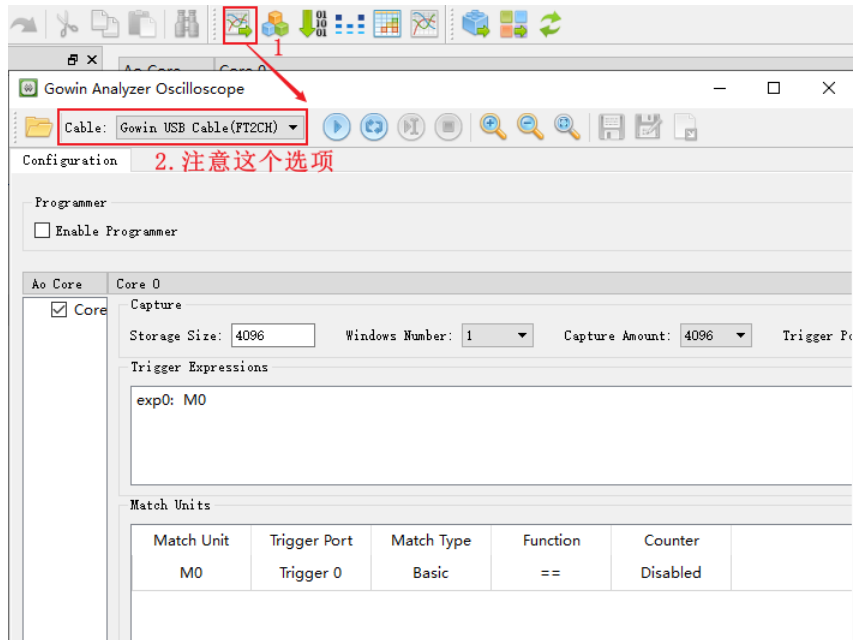 1
Gowin Analyzer Oscilloscope
Cable: Gowin USB Cable(FT2CH)
Configuration
2. 注意这个选项
Programmer
Enable Programmer
Ao Core Core 0
Core
Capture
Storage Size: 4096 Windows Number: 1 Capture Amount: 4096 Trigger
Trigger Expressions
exp0: M0
Match Units
Match Unit Trigger Port Match Type Function Counter
M0 Trigger 0 Basic == Disabled